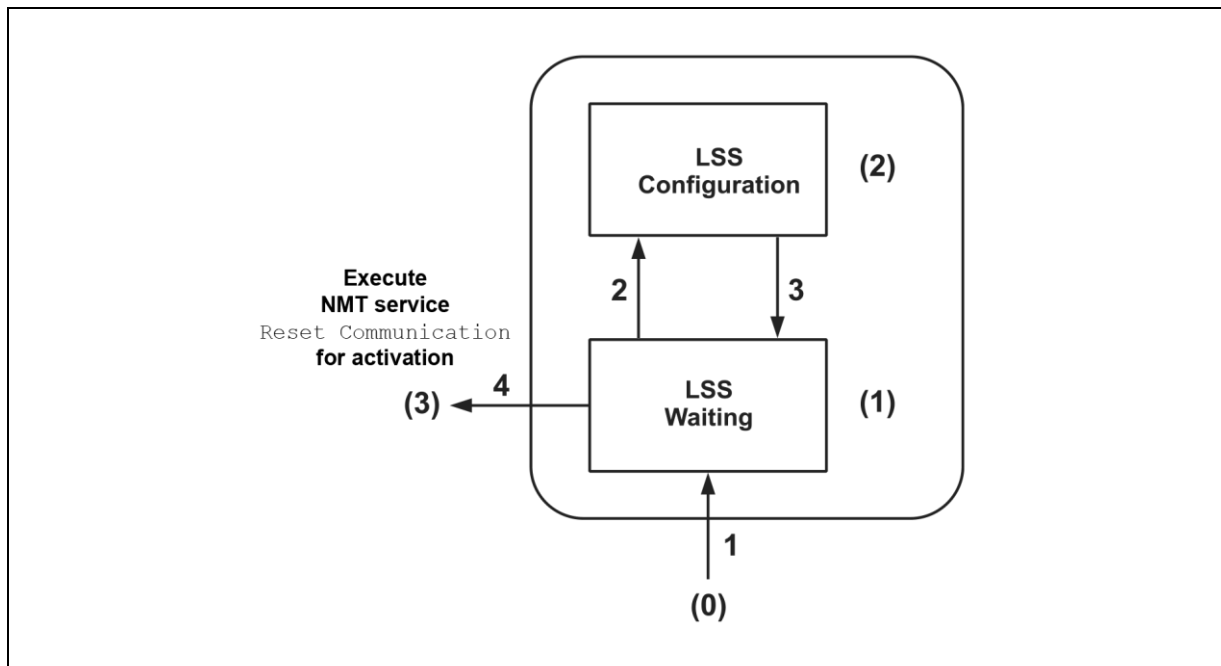 LSS
Configuration
(2)
2
3
Execute
NMT service
Reset Communication
for activation
4
(3)
LSS
Waiting
(1)
1
(0)